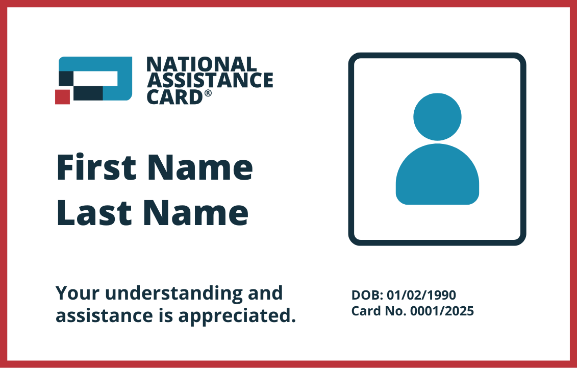 NATIONAL
ASSISTANCE
CARD®
First Name
Last Name
Your understanding and
assistance is appreciated.
DOB: 01/02/1990
Card No. 0001/2025